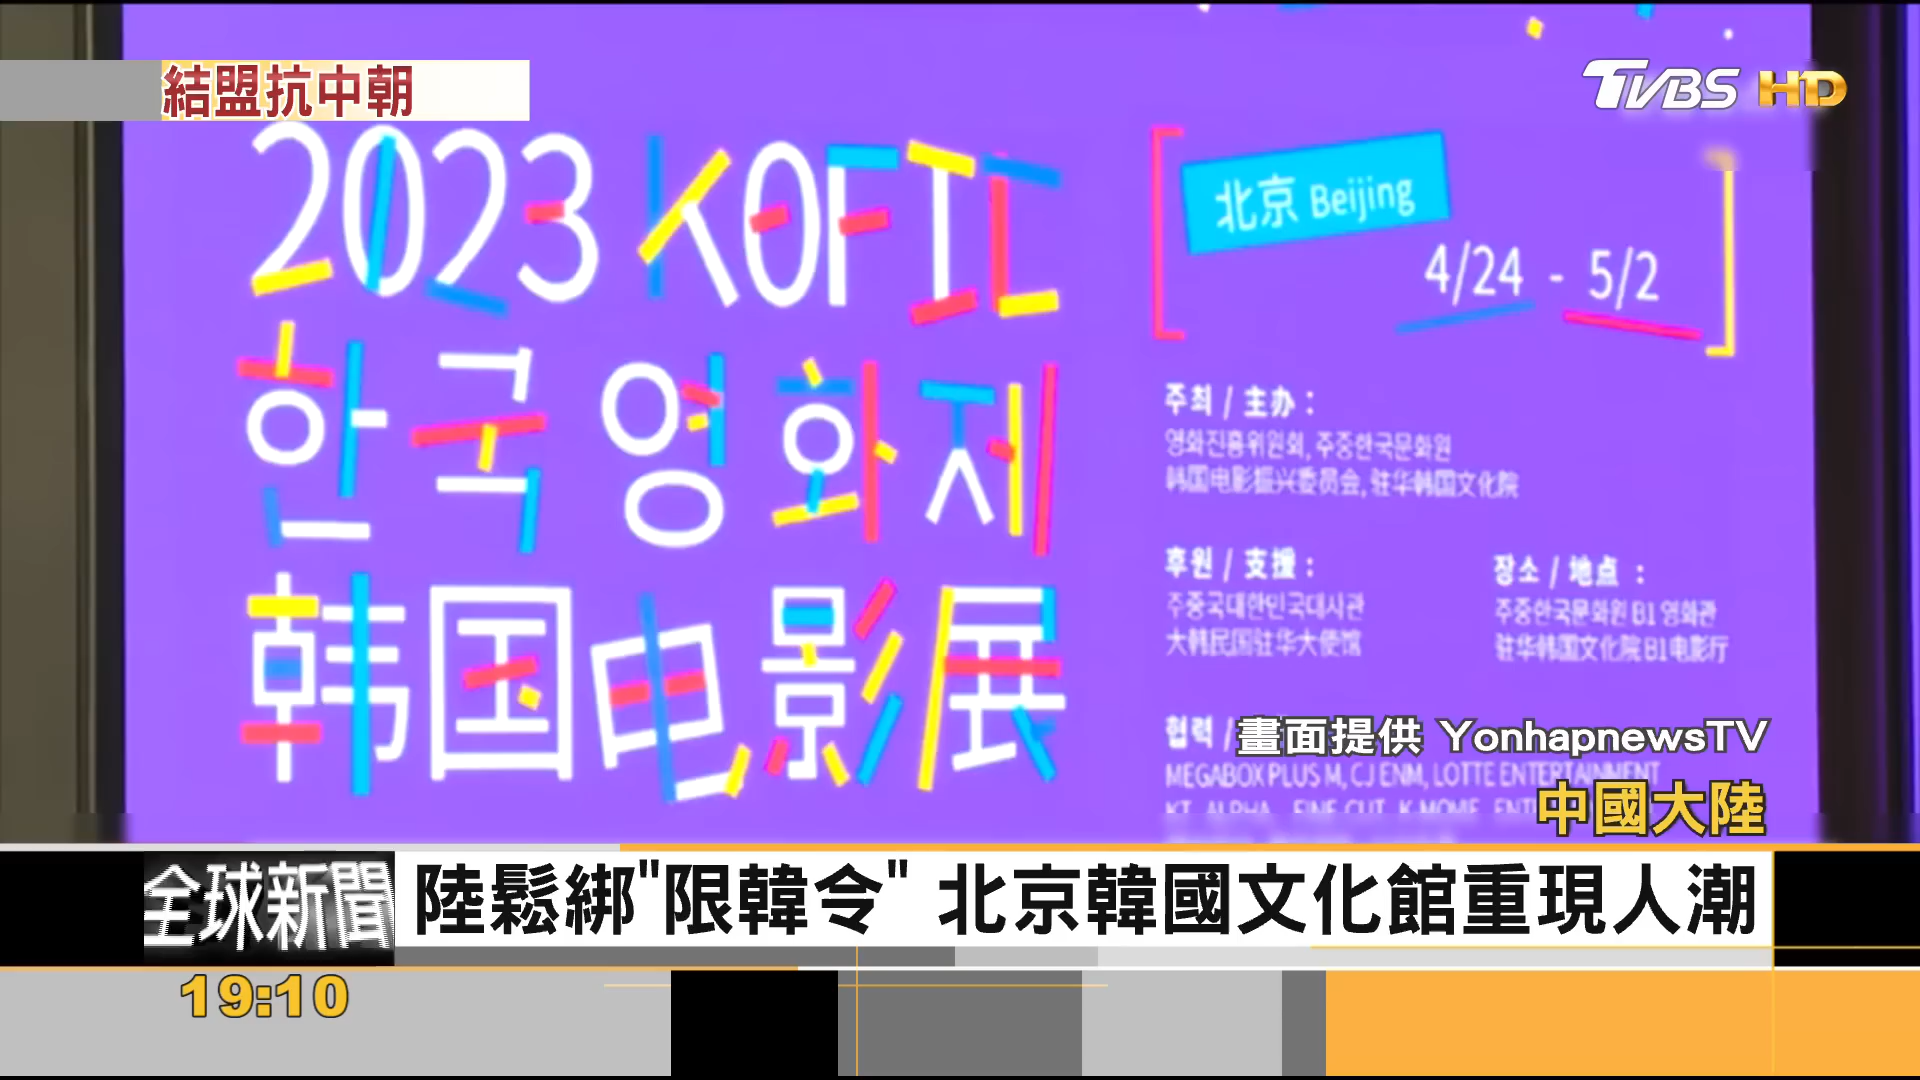 結盟抗中朝
TVBS HD
2023 KOFIC
한국영화제
韩国电影展
北京 Beijing
4/24 - 5/2
주최 / 主办 :
영화진흥위원회, 주중한국문화원
韩国电影振兴委员会, 驻华韩国文化院
후원 / 支援 :
주중국대한민국대사관
大韩民国驻华大使馆
장소 / 地点 :
주중한국문화원 B1 영화관
驻华韩国文化院 B1 电影厅
협력 /
畫面提供 YonhapnewsTV
MEGABOX PLUS M, CJ ENM, LOTTE ENTERTAINMENT
中國大陸
全球新聞
陸鬆綁"限韓令" 北京韓國文化館重現人潮
19:10